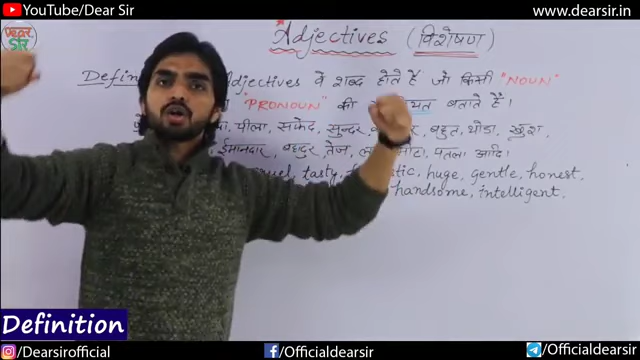 YouTube/Dear Sir
www.dearsir.in
Dear Sir
Adjectives (विशेषण)
Adjectives वे शब्द होते हैं जो किसी "NOUN"
"PRONOUN" की बताते हैं।
पीला, सफेद, सुन्दर बहुत, थोडा, खुश,
ईमानदार, बहादुर, तेज, मोटा, पतला आदि।
tasty, huge, gentle, honest,
handsome, intelligent,
Definition
/Dearsirofficial
/Officialdearsir
/Officialdearsir